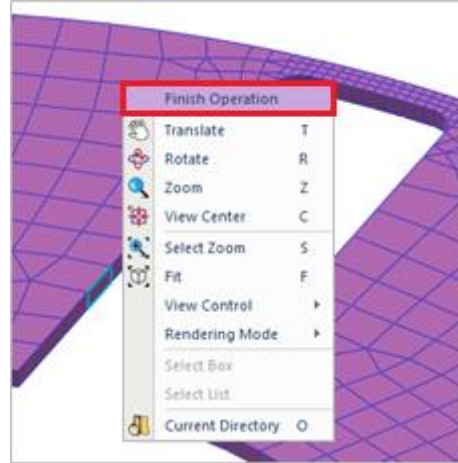 Finish Operation
Translate T
Rotate R
Zoom Z
View Center C
Select Zoom S
Fit F
View Control
Rendering Mode
Select Box
Select List
Current Directory O